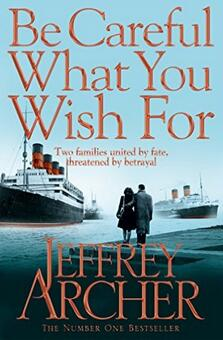 Be Careful
What You
Wish For
Two families united by fate,
threatened by betrayal
JEFFREY
ARCHER
THE NUMBER ONE BESTSELLER